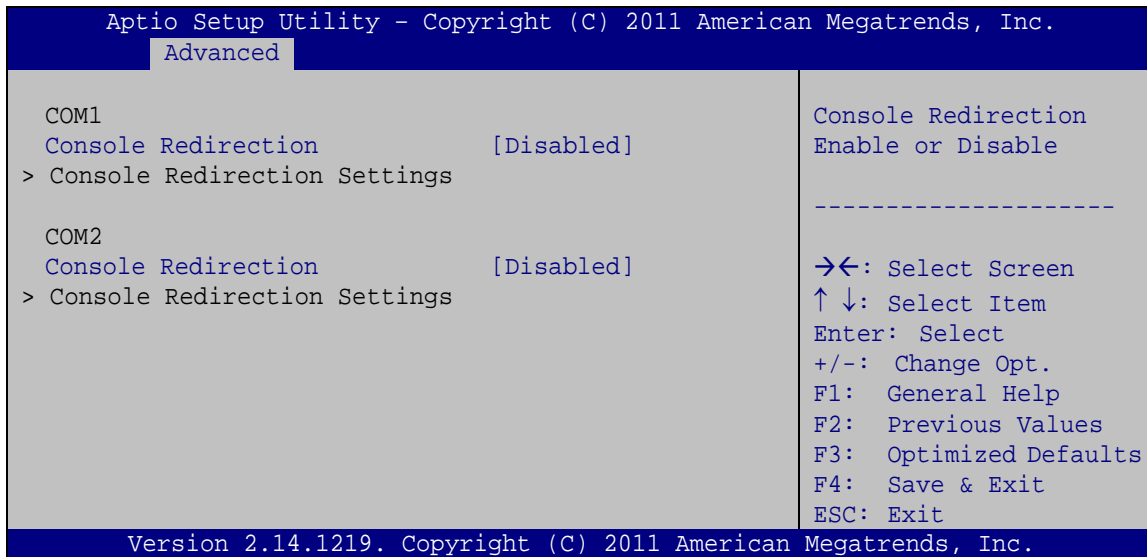 Aptio Setup Utility – Copyright (C) 2011 American Megatrends, Inc.
Advanced
COM1
Console Redirection [Disabled]
> Console Redirection Settings
COM2
Console Redirection [Disabled]
> Console Redirection Settings
Console Redirection
Enable or Disable
---------------------
→←: Select Screen
↑ ↓: Select Item
Enter: Select
+/-: Change Opt.
F1: General Help
F2: Previous Values
F3: Optimized Defaults
F4: Save & Exit
ESC: Exit
Version 2.14.1219. Copyright (C) 2011 American Megatrends, Inc.